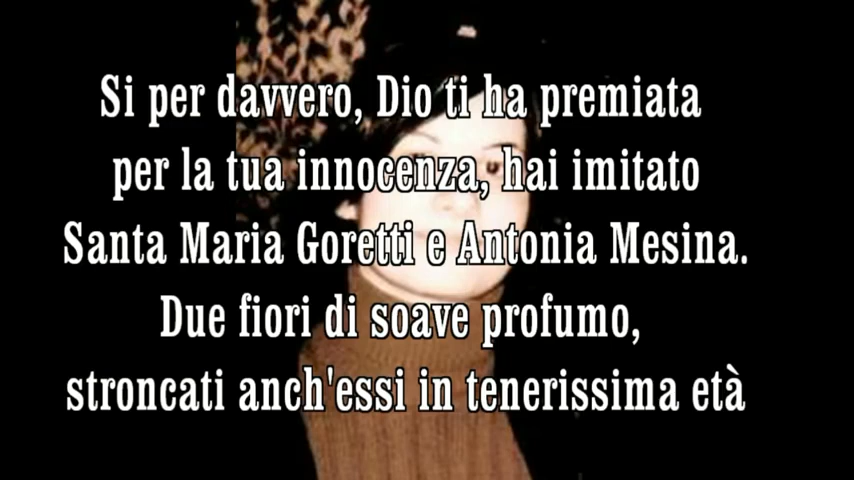 Si per davvero, Dio ti ha premiata
per la tua innocenza, hai imitato
Santa Maria Goretti e Antonia Mesina.
Due fiori di soave profumo,
stroncati anch'essi in tenerissima età